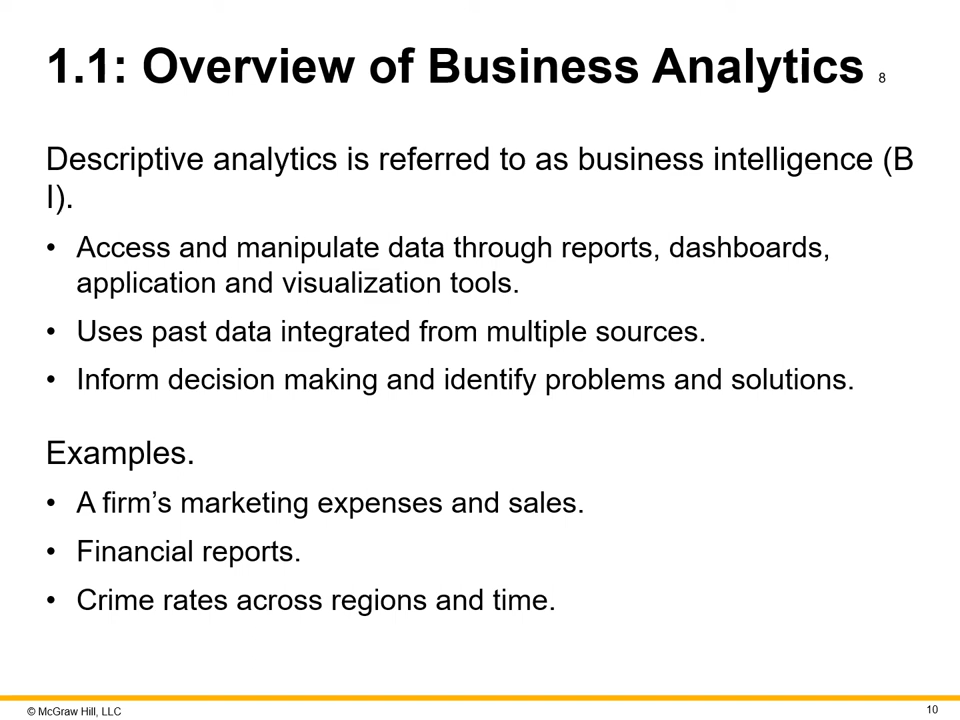 1.1: Overview of Business Analytics 8
Descriptive analytics is referred to as business intelligence (B
I).
• Access and manipulate data through reports, dashboards,
application and visualization tools.
• Uses past data integrated from multiple sources.
• Inform decision making and identify problems and solutions.
Examples.
• A firm’s marketing expenses and sales.
• Financial reports.
• Crime rates across regions and time.
© McGraw Hill, LLC
10